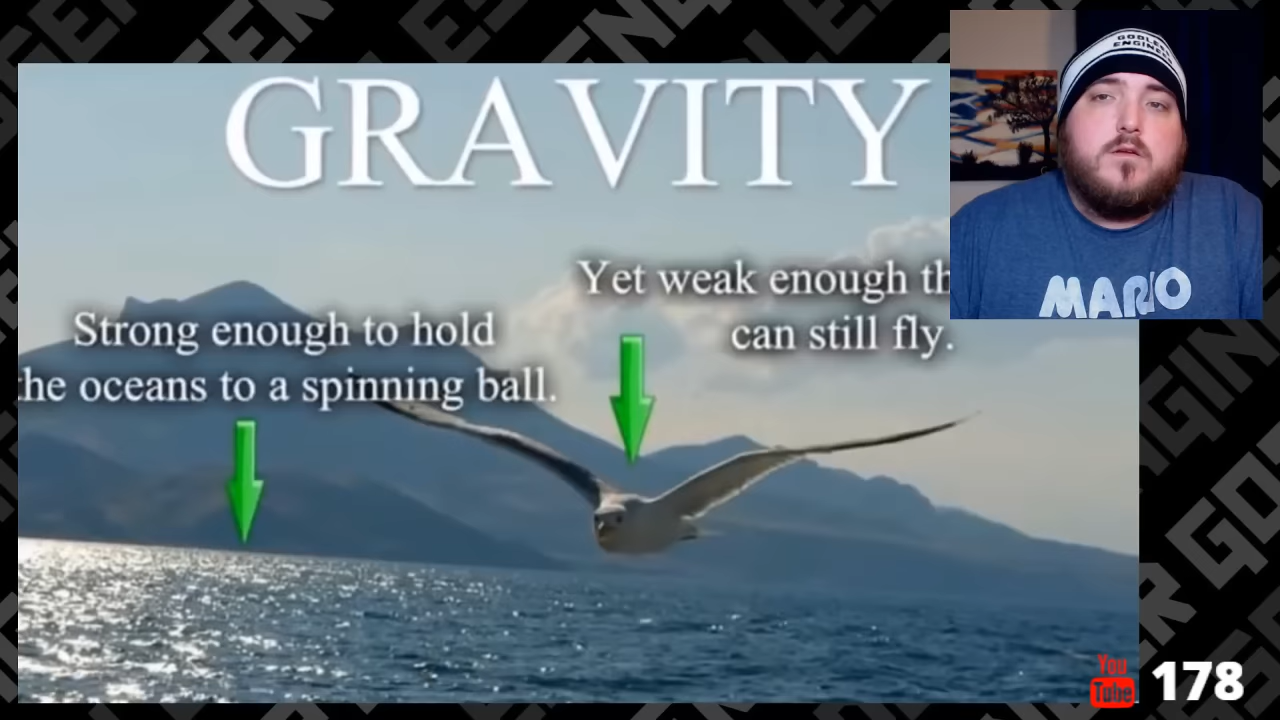 GRAVITY
Yet weak enough
can still fly.
Strong enough to hold
the oceans to a spinning ball.
MARIO
You
Tube
178